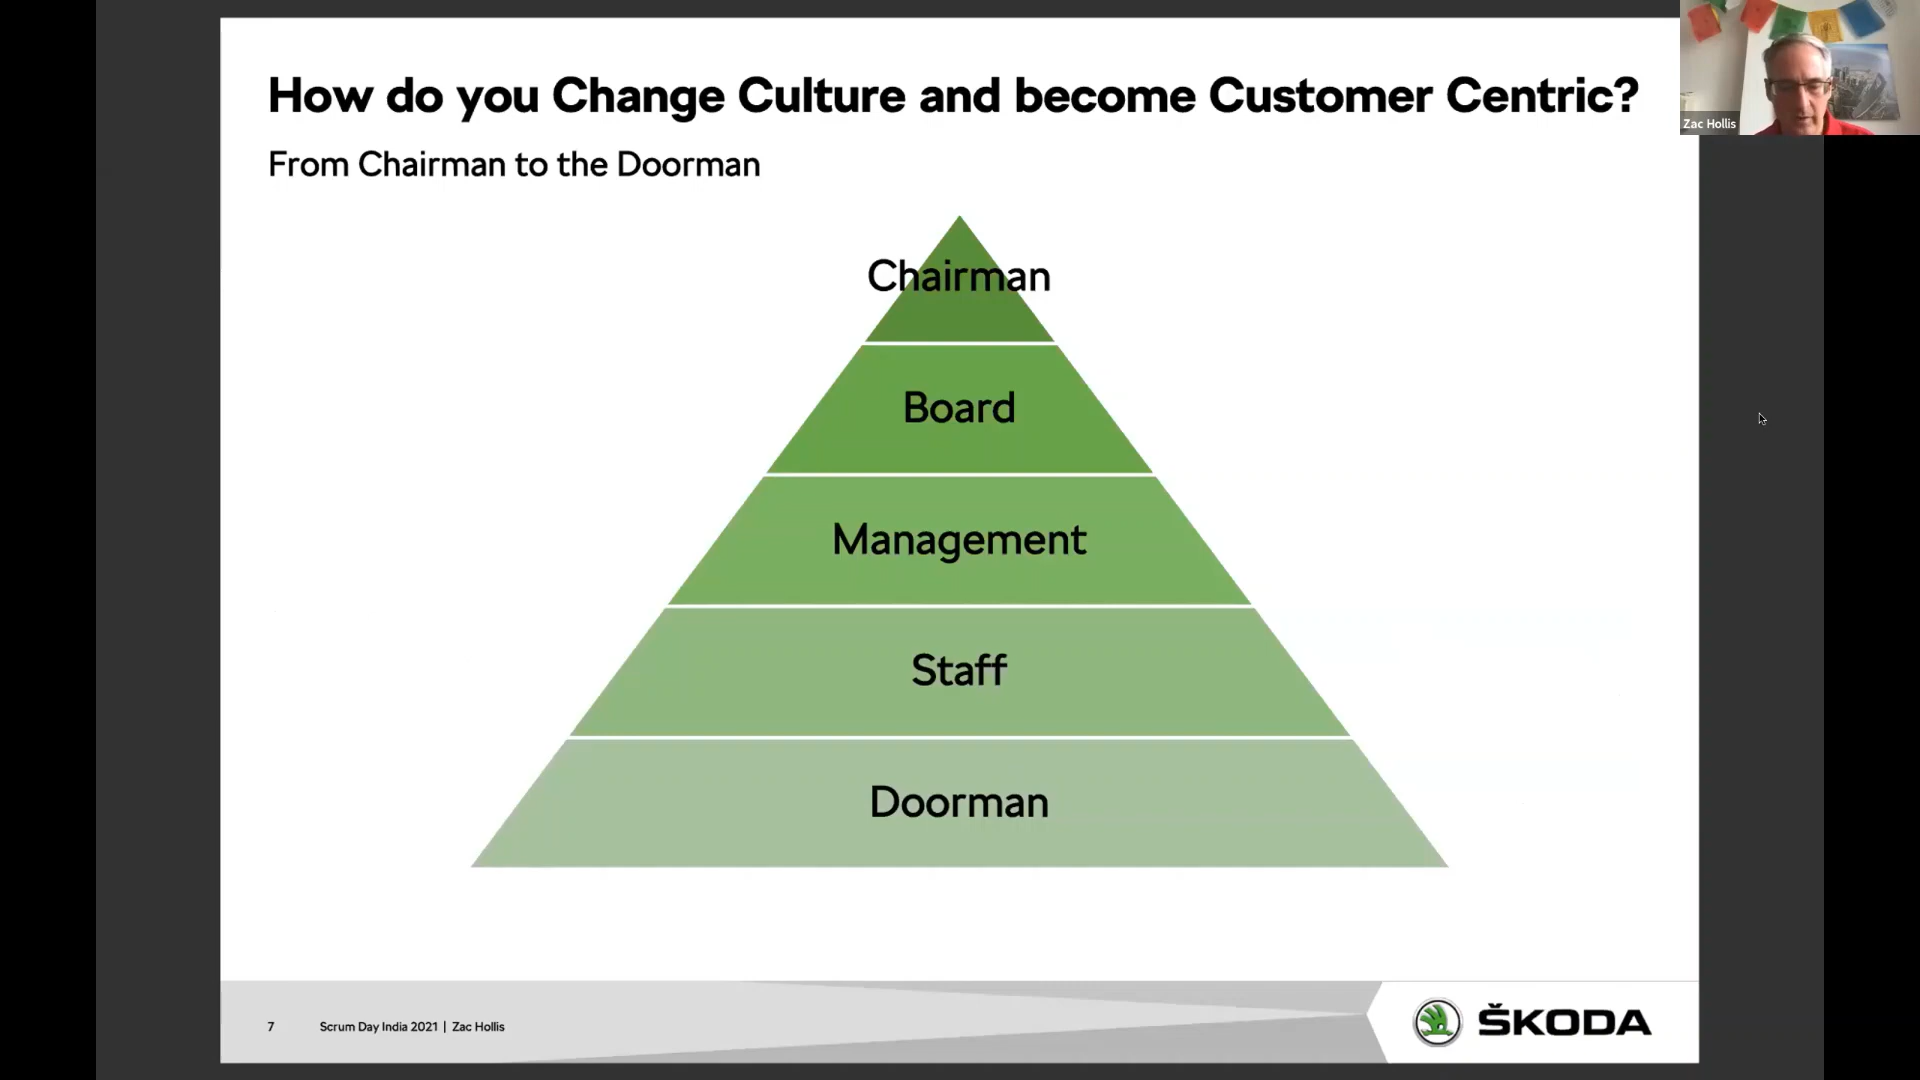 How do you Change Culture and become Customer Centric?
Zac Hollis
From Chairman to the Doorman
Chairman
Board
Management
Staff
Doorman
7 Scrum Day India 2021 | Zac Hollis
ŠKODA